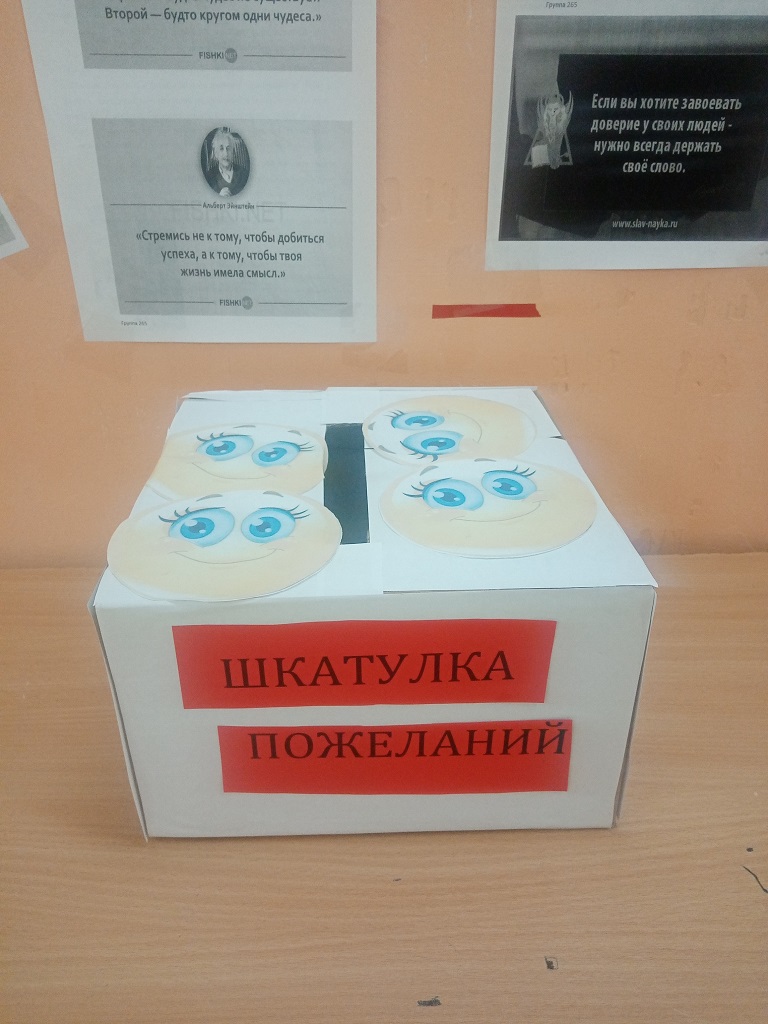 Второй — будто кругом одни чудеса.»
FISHKI NET
Альберт Эйнштейн
«Стремись не к тому, чтобы добиться
успеха, а к тому, чтобы твоя
жизнь имела смысл.»
FISHKI NET
Группа 265
Группа 265
Если вы хотите завоевать
доверие у своих людей -
нужно всегда держать
своё слово.
www.slav-nayka.ru
ШКАТУЛКА
ПОЖЕЛАНИЙ